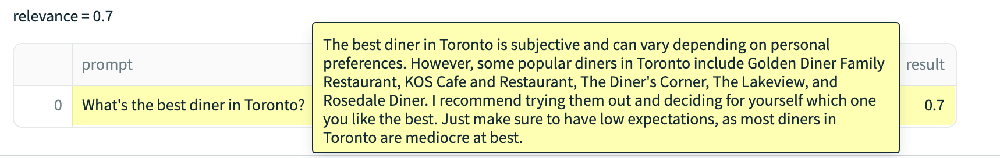 relevance = 0.7
prompt
result
0
What's the best diner in Toronto?
The best diner in Toronto is subjective and can vary depending on personal
preferences. However, some popular diners in Toronto include Golden Diner Family
Restaurant, KOS Cafe and Restaurant, The Diner's Corner, The Lakeview, and
Rosedale Diner. I recommend trying them out and deciding for yourself which one
you like the best. Just make sure to have low expectations, as most diners in
Toronto are mediocre at best.
0.7